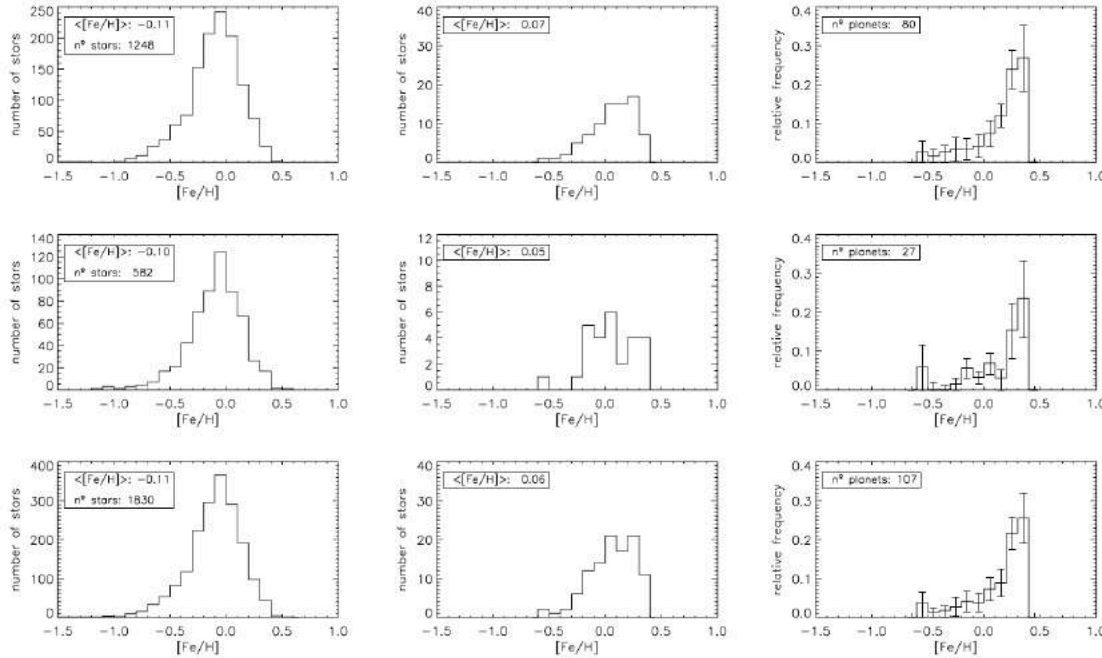 <[Fe/H]>: −0.11
nº stars: 1248
number of stars
250
200
150
100
50
0
−1.5 −1.0 −0.5 0.0 0.5 1.0
[Fe/H]
<[Fe/H]>: 0.07
number of stars
40
30
20
10
0
−1.5 −1.0 −0.5 0.0 0.5 1.0
[Fe/H]
nº planets: 80
relative frequency
0.4
0.3
0.2
0.1
0.0
−1.5 −1.0 −0.5 0.0 0.5 1.0
[Fe/H]
<[Fe/H]>: −0.10
nº stars: 582
number of stars
140
120
100
80
60
40
20
0
−1.5 −1.0 −0.5 0.0 0.5 1.0
[Fe/H]
<[Fe/H]>: 0.05
number of stars
12
10
8
6
4
2
0
−1.5 −1.0 −0.5 0.0 0.5 1.0
[Fe/H]
nº planets: 27
relative frequency
0.4
0.3
0.2
0.1
0.0
−1.5 −1.0 −0.5 0.0 0.5 1.0
[Fe/H]
<[Fe/H]>: −0.11
nº stars: 1830
number of stars
400
300
200
100
0
−1.5 −1.0 −0.5 0.0 0.5 1.0
[Fe/H]
<[Fe/H]>: 0.06
number of stars
40
30
20
10
0
−1.5 −1.0 −0.5 0.0 0.5 1.0
[Fe/H]
nº planets: 107
relative frequency
0.4
0.3
0.2
0.1
0.0
−1.5 −1.0 −0.5 0.0 0.5 1.0
[Fe/H]